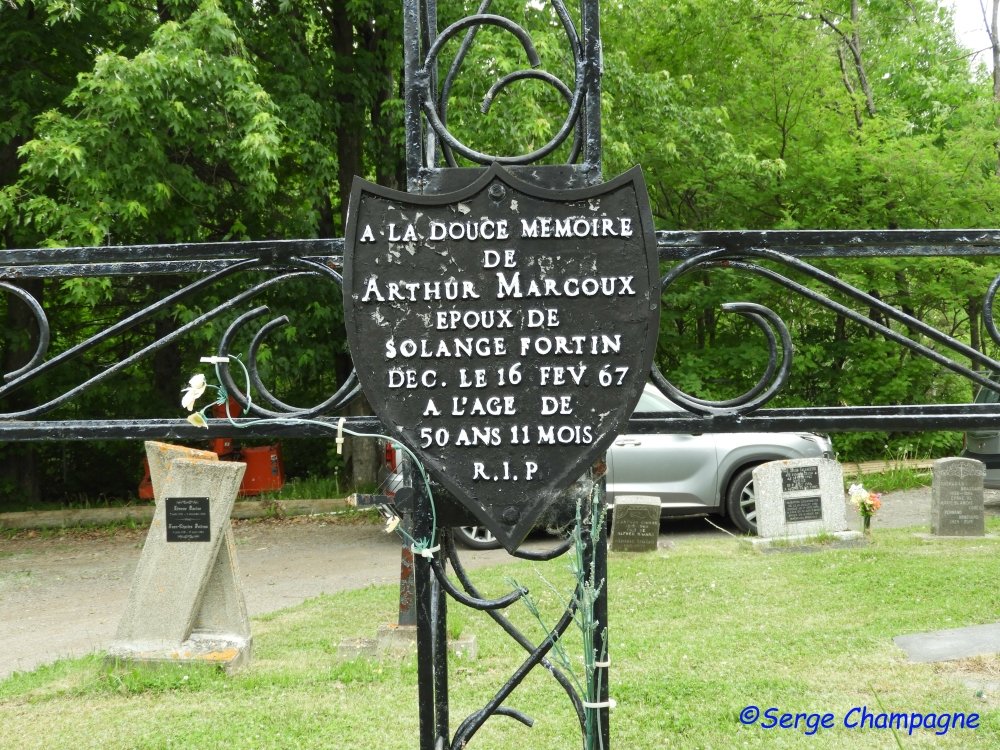 A LA DOUCE MEMOIRE
DE
ARTHUR MARCOUX
EPOUX DE
SOLANGE FORTIN
DEC. LE 16 FEV 67
A L'AGE DE
50 ANS 11 MOIS
R.I.P
©Serge Champagne